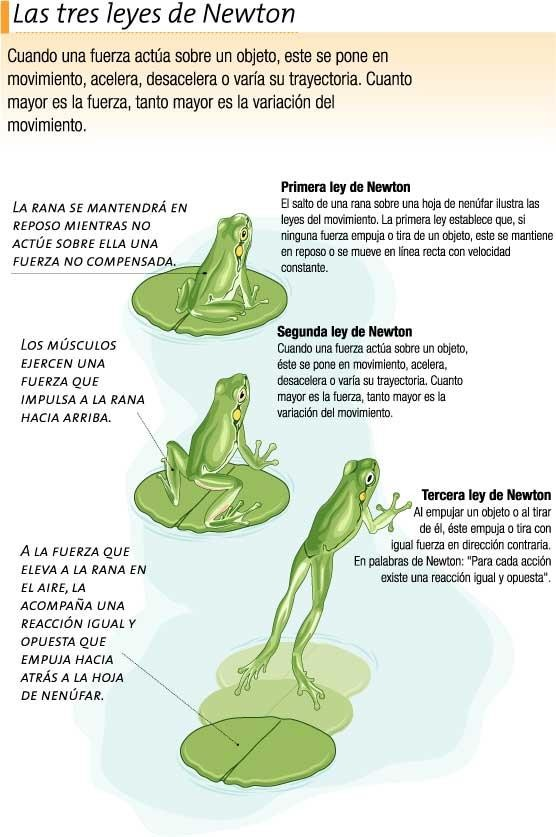 Las tres leyes de Newton
Cuando una fuerza actúa sobre un objeto, este se pone en
movimiento, acelera, desacelera o varía su trayectoria. Cuanto
mayor es la fuerza, tanto mayor es la variación del
movimiento.
LA RANA SE MANTENDRÁ EN
REPOSO MIENTRAS NO
ACTÚE SOBRE ELLA UNA
FUERZA NO COMPENSADA.
Primera ley de Newton
El salto de una rana sobre una hoja de nenúfar ilustra las
leyes del movimiento. La primera ley establece que, si
ninguna fuerza empuja o tira de un objeto, este se mantiene
en reposo o se mueve en línea recta con velocidad
constante.
LOS MÚSCULOS
EJERCEN UNA
FUERZA QUE
IMPULSA A LA RANA
HACIA ARRIBA.
Segunda ley de Newton
Cuando una fuerza actúa sobre un objeto,
éste se pone en movimiento, acelera,
desacelera o varía su trayectoria. Cuanto
mayor es la fuerza, tanto mayor es la
variación del movimiento.
A LA FUERZA QUE
ELEVA A LA RANA EN
EL AIRE, LA
ACOMPAÑA UNA
REACCIÓN IGUAL Y
OPUESTA QUE
EMPUJA HACIA
ATRÁS A LA HOJA
DE NENÚFAR.
Tercera ley de Newton
Al empujar un objeto o al tirar
de él, éste empuja o tira con
igual fuerza en dirección contraria.
En palabras de Newton: "Para cada acción
existe una reacción igual y opuesta".